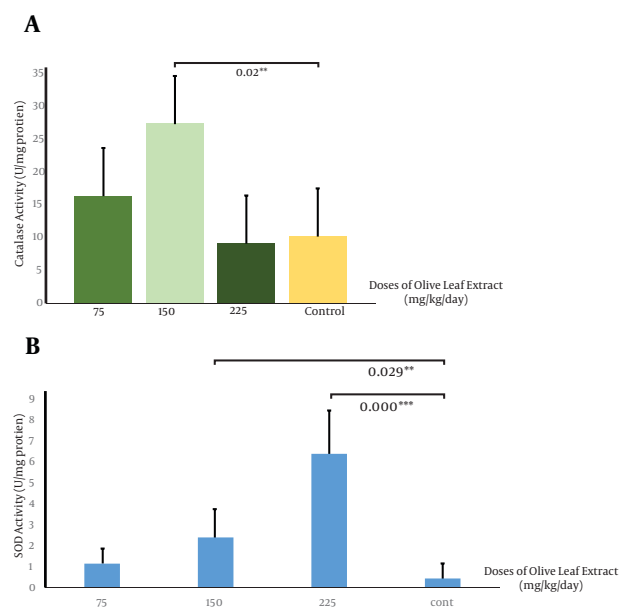 A
0.02**
Catalase Activity (U/mg protien)
35
30
25
20
15
10
5
0
75 150 225 Control
Doses of Olive Leaf Extract
(mg/kg/day)
B
0.029**
0.000***
SOD Activity (U/mg protien)
9
8
7
6
5
4
3
2
1
0
75 150 225 cont
Doses of Olive Leaf Extract
(mg/kg/day)